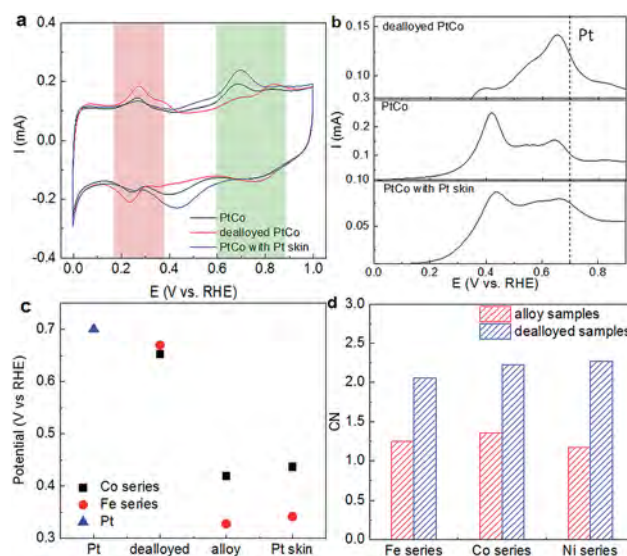 a
I (mA)
0.4
0.2
0.0
-0.2
-0.4
PtCo
dealloyed PtCo
PtCo with Pt skin
0.0 0.2 0.4 0.6 0.8 1.0
E (V vs. RHE)
b
I (mA)
dealloyed PtCo
Pt
0.15
0.10
PtCo
0.2
0.1
0.10
PtCo with Pt skin
0.05
0.0 0.2 0.4 0.6 0.8
E (V vs. RHE)
c
Potential (V vs RHE)
0.7
0.6
0.5
0.4
0.3
Co series
Fe series
Pt
Pt dealloyed alloy Pt skin
d
CN
3.0
2.5
2.0
1.5
1.0
0.5
0.0
alloy samples
dealloyed samples
Fe series Co series Ni series